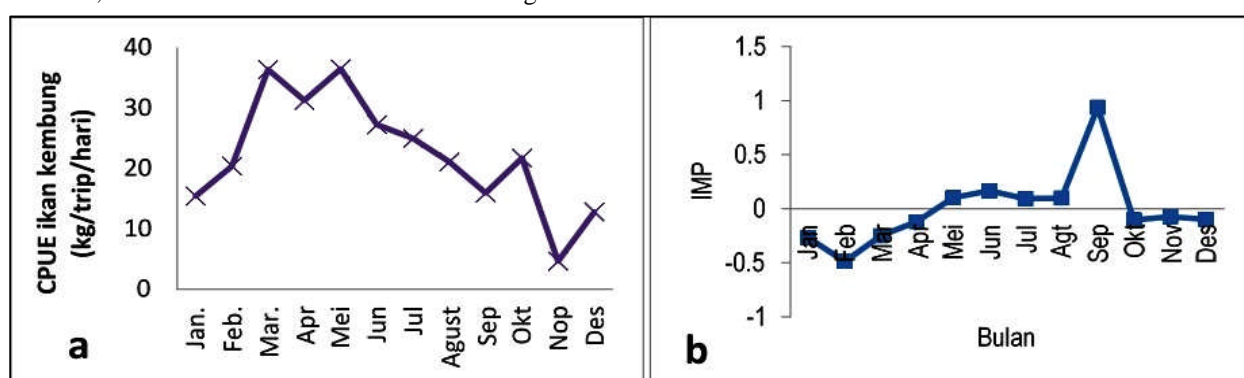 CPUE ikan kembung
(kg/trip/hari)
40
30
20
10
0
Jan.
Feb.
Mar.
Apr
Mei
Jun
Jul
Agust
Sep
Okt
Nop
Des
a
IMP
1.5
1
0.5
0
-0.5
-1
Jan
Feb
Mar
Apr
Mei
Jun
Jul
Agt
Sep
Okt
Nov
Des
Bulan
b